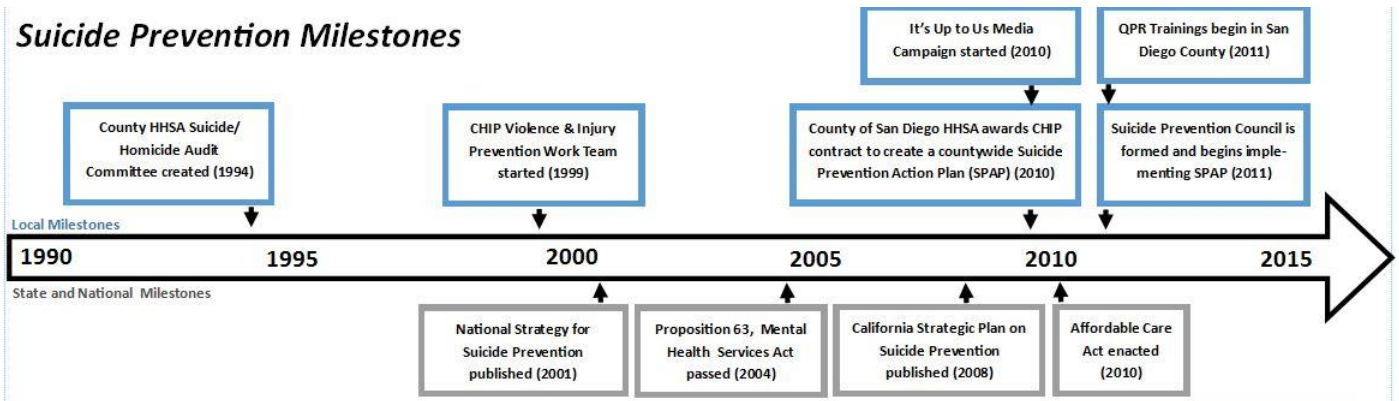 Suicide Prevention Milestones
It's Up to Us Media
Campaign started (2010)
QPR Trainings begin in San
Diego County (2011)
County HHSA Suicide/
Homicide Audit
Committee created (1994)
CHIP Violence & Injury
Prevention Work Team
started (1999)
County of San Diego HHSA awards CHIP
contract to create a countywide Suicide
Prevention Action Plan (SPAP) (2010)
Suicide Prevention Council is
formed and begins imple-
menting SPAP (2011)
Local Milestones
1990 1995 2000 2005 2010 2015
State and National Milestones
National Strategy for
Suicide Prevention
published (2001)
Proposition 63, Mental
Health Services Act
passed (2004)
California Strategic Plan on
Suicide Prevention
published (2008)
Affordable Care
Act enacted
(2010)